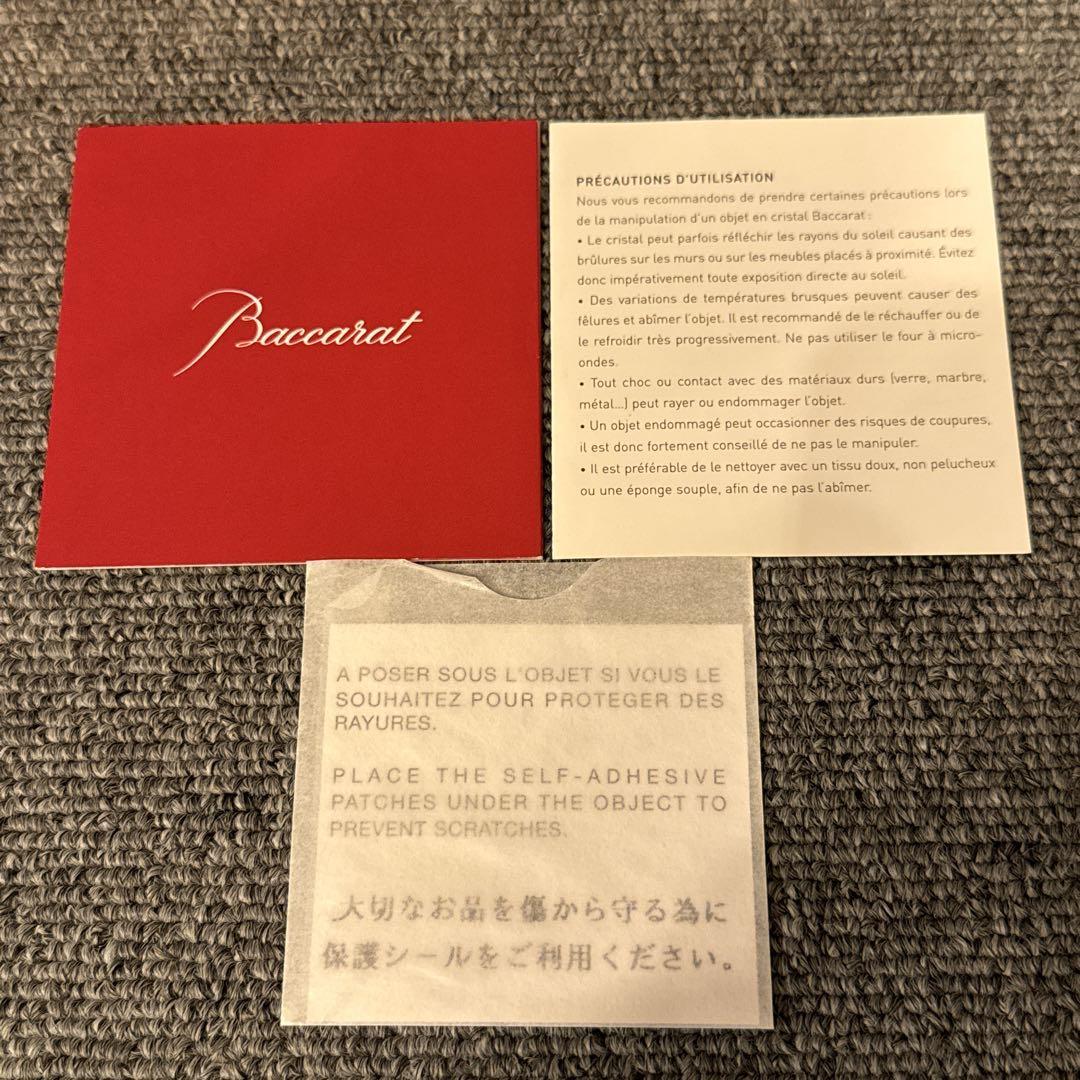 Baccarat
PRÉCAUTIONS D'UTILISATION
Nous vous recommandons de prendre certaines précautions lors
de la manipulation d'un objet en cristal Baccarat :
• Le cristal peut parfois réfléchir les rayons du soleil causant des
brûlures sur les murs ou sur les meubles placés à proximité. Évitez
donc impérativement toute exposition directe au soleil.
• Des variations de températures brusques peuvent causer des
fêlures et abîmer l'objet. Il est recommandé de le réchauffer ou de
le refroidir très progressivement. Ne pas utiliser le four à micro-
ondes.
• Tout choc ou contact avec des matériaux durs (verre, marbre,
métal...) peut rayer ou endommager l'objet.
• Un objet endommagé peut occasionner des risques de coupures,
il est donc fortement conseillé de ne pas le manipuler.
• Il est préférable de le nettoyer avec un tissu doux, non pelucheux
ou une éponge souple, afin de ne pas l'abîmer.
A POSER SOUS L'OBJET SI VOUS LE
SOUHAITEZ POUR PROTEGER DES
RAYURES.
PLACE THE SELF-ADHESIVE
PATCHES UNDER THE OBJECT TO
PREVENT SCRATCHES.
大切なお品を傷から守る為に
保護シールをご利用ください。